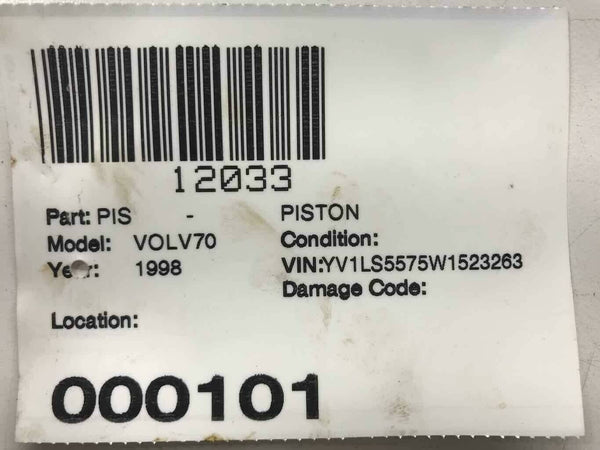 12033
Part: PIS - PISTON
Model: VOLV70 Condition:
Year: 1998 VIN:YV1LS5575W1523263
Damage Code:
Location:
000101